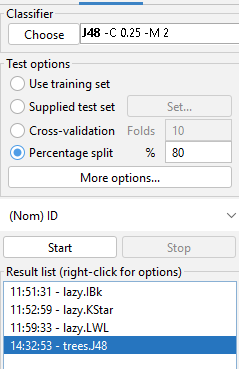 Classifier
Choose J48 -C 0.25 -M 2
Test options
Use training set
Supplied test set Set...
Cross-validation Folds 10
Percentage split % 80
More options...
(Nom) ID
Start Stop
Result list (right-click for options)
11:51:31 - lazy.IBk
11:52:59 - lazy.KStar
11:59:33 - lazy.LWL
14:32:53 - trees.J48